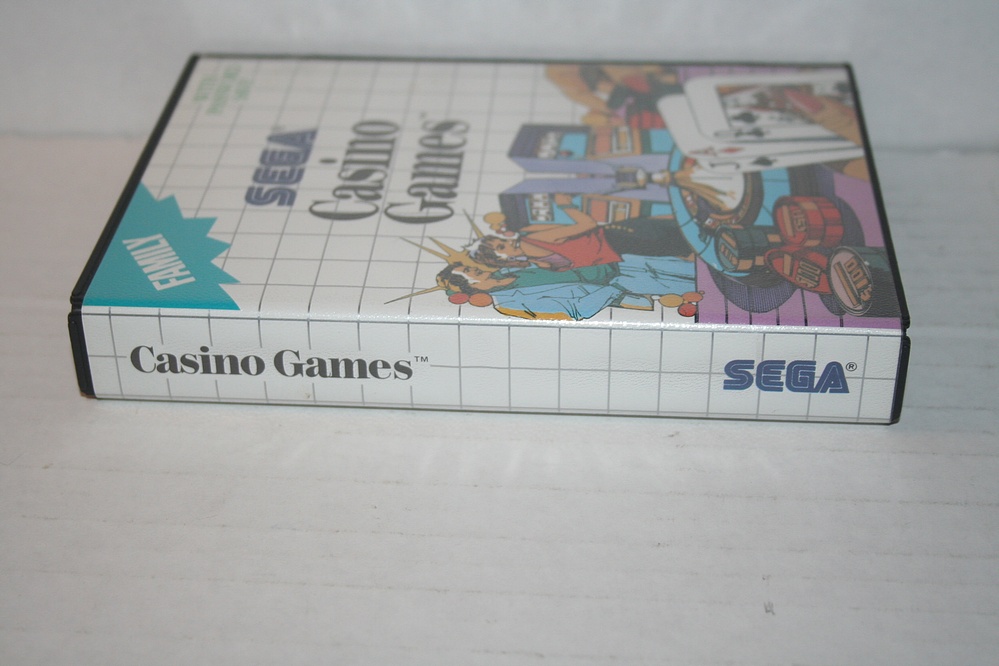 SEGA
Casino
Games™
FAMILY
Casino Games™
SEGA®